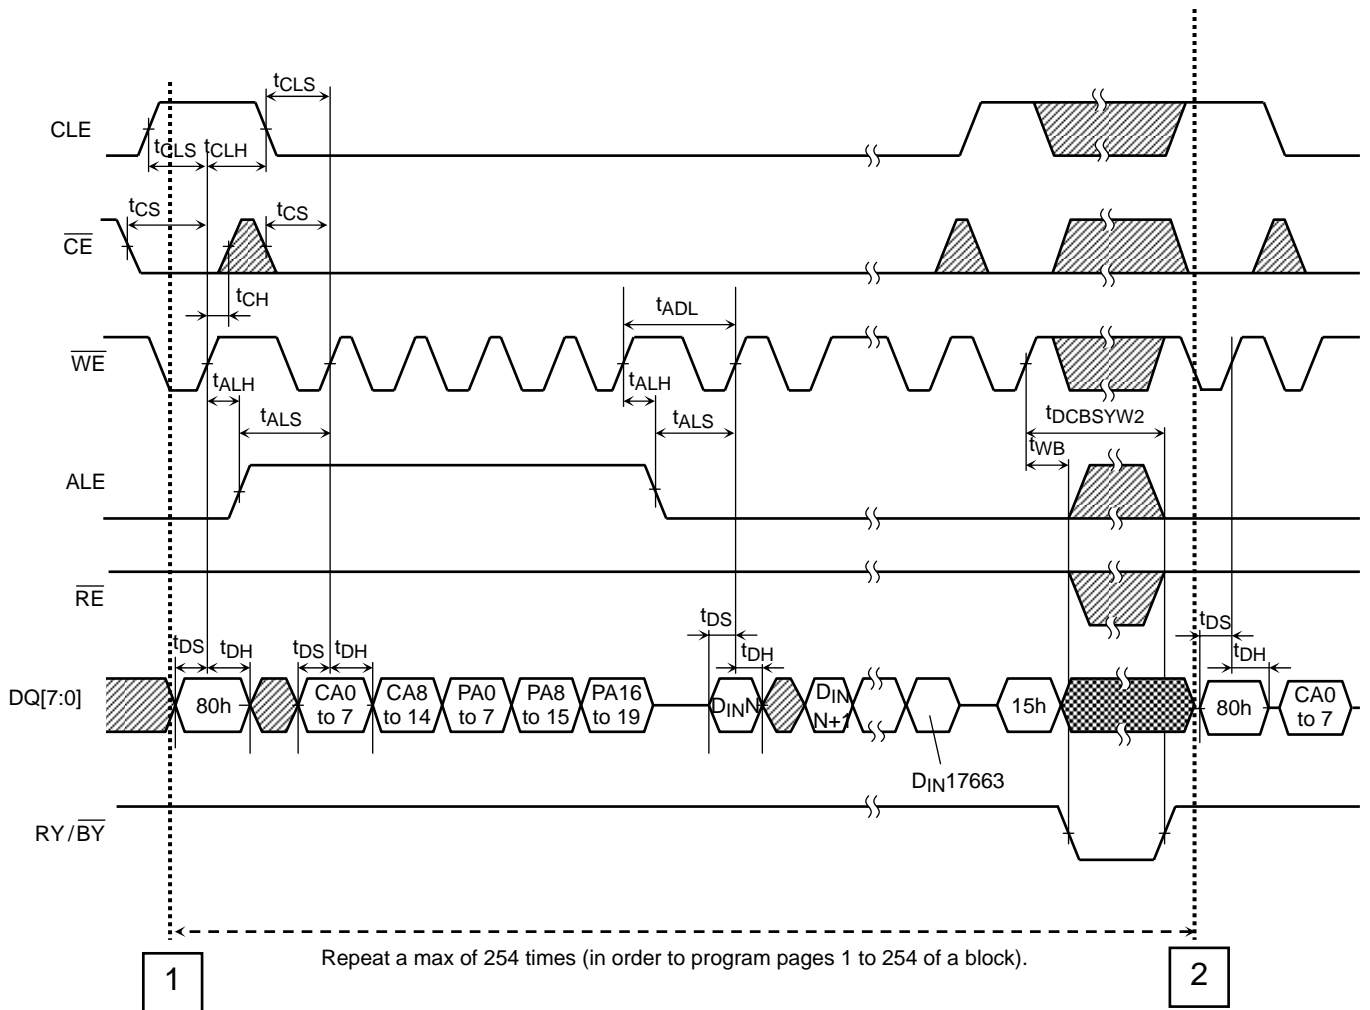 tCLS
CLE
tCLS tCLH
tCS tCS
CE
tCH
tADL
WE
tALH tALH
tALS tALS
tDCBSYW2
tWB
ALE
RE
tDS tDH tDS tDH tDS tDH tDS tDH
DQ[7:0]
80h
CA0 to 7
CA8 to 14
PA0 to 7
PA8 to 15
PA16 to 19
DINN
DIN N+1
15h
80h
CA0 to 7
DIN17663
RY/BY
Repeat a max of 254 times (in order to program pages 1 to 254 of a block).
1
2